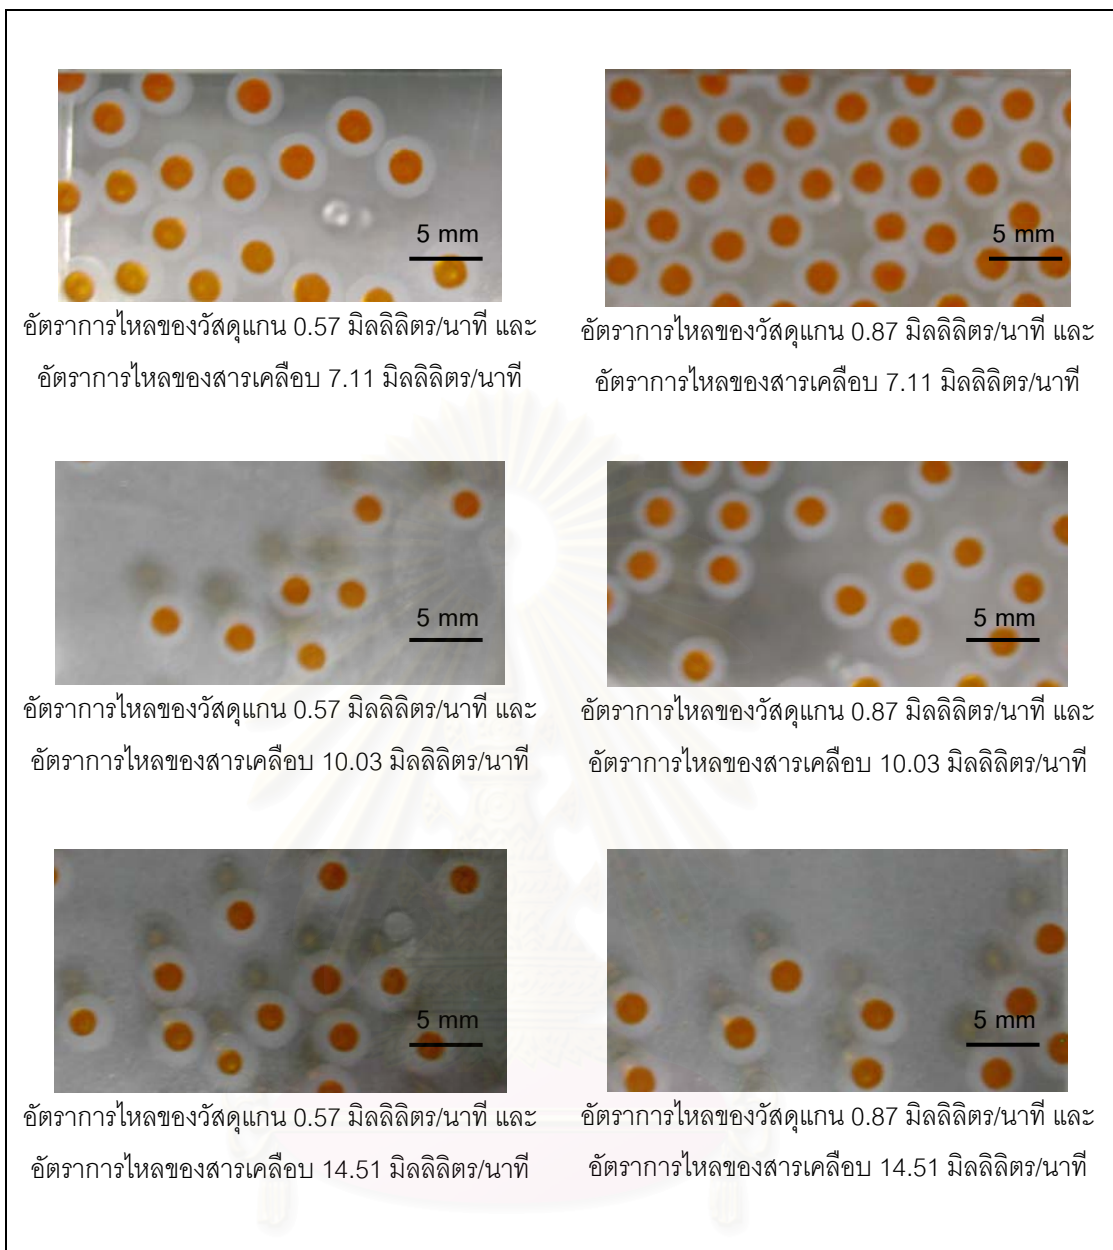 5 mm
5 mm
อัตราการไหลของวัสดุแกน 0.57 มิลลิลิตร/นาที และ
อัตราการไหลของสารเคลือบ 7.11 มิลลิลิตร/นาที
อัตราการไหลของวัสดุแกน 0.87 มิลลิลิตร/นาที และ
อัตราการไหลของสารเคลือบ 7.11 มิลลิลิตร/นาที
5 mm
5 mm
อัตราการไหลของวัสดุแกน 0.57 มิลลิลิตร/นาที และ
อัตราการไหลของสารเคลือบ 10.03 มิลลิลิตร/นาที
อัตราการไหลของวัสดุแกน 0.87 มิลลิลิตร/นาที และ
อัตราการไหลของสารเคลือบ 10.03 มิลลิลิตร/นาที
5 mm
5 mm
อัตราการไหลของวัสดุแกน 0.57 มิลลิลิตร/นาที และ
อัตราการไหลของสารเคลือบ 14.51 มิลลิลิตร/นาที
อัตราการไหลของวัสดุแกน 0.87 มิลลิลิตร/นาที และ
อัตราการไหลของสารเคลือบ 14.51 มิลลิลิตร/นาที